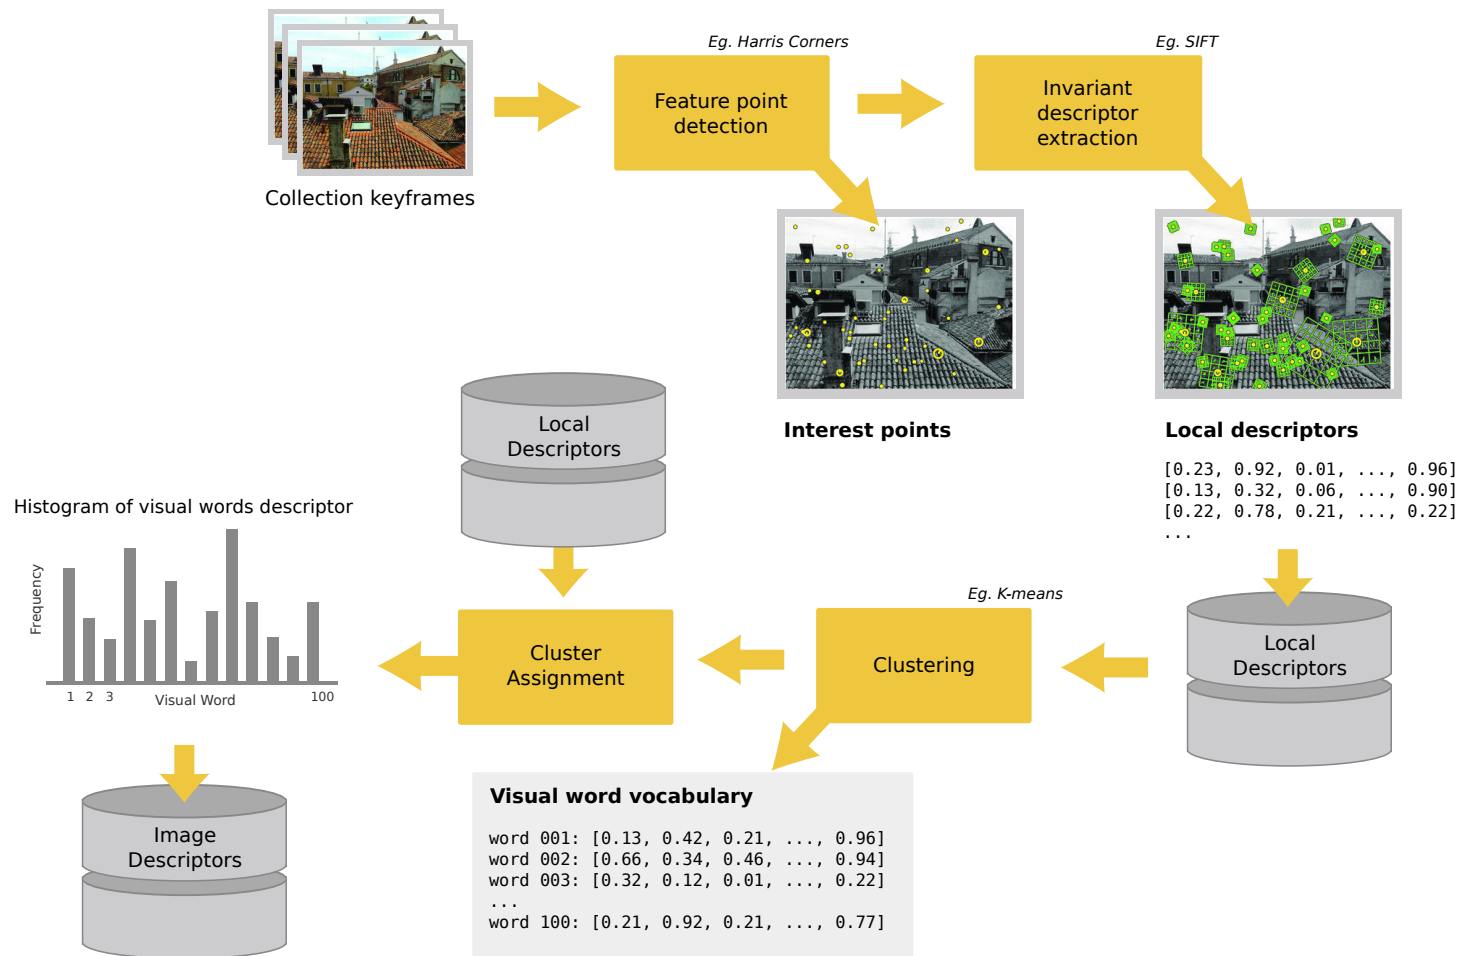 Eg. Harris Corners
Eg. SIFT
Feature point
detection
Invariant
descriptor
extraction
Collection keyframes
Interest points
Local descriptors
[0.23, 0.92, 0.01, ..., 0.96]
[0.13, 0.32, 0.06, ..., 0.90]
[0.22, 0.78, 0.21, ..., 0.22]
...
Local
Descriptors
Histogram of visual words descriptor
Frequency
1 2 3 100
Visual Word
Cluster
Assignment
Eg. K-means
Clustering
Local
Descriptors
Visual word vocabulary
word 001: [0.13, 0.42, 0.21, ..., 0.96]
word 002: [0.66, 0.34, 0.46, ..., 0.94]
word 003: [0.32, 0.12, 0.01, ..., 0.22]
...
word 100: [0.21, 0.92, 0.21, ..., 0.77]
Image
Descriptors